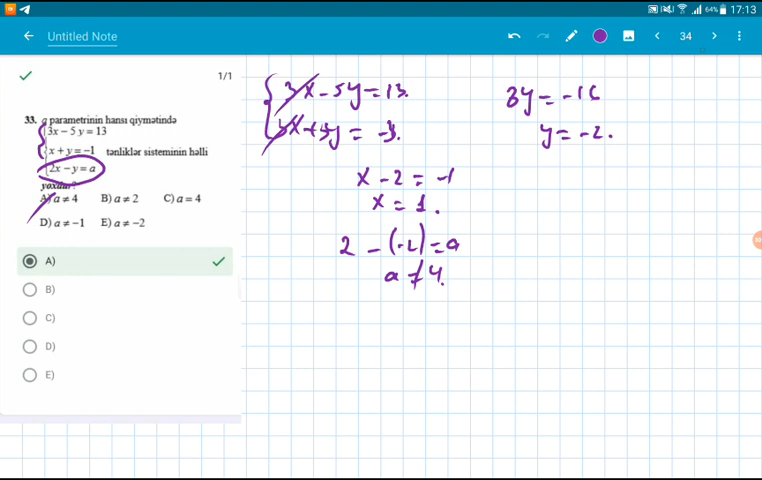 64% 17:13
Untitled Note
34
1/1
33. a parametrinin hansı qiymətində
3x − 5y = 13
x + y = −1 tənliklər sisteminin həlli
2x − y = a
yoxdur?
A) a ≠ 4 B) a ≠ 2 C) a = 4
D) a ≠ −1 E) a ≠ −2
A)
B)
C)
D)
E)
3x − 5y = 13.
3x + 3y = −3.
x − 2 = −1
x = 1.
2 − (−2) = a
a ≠ 4.
8y = −16
y = −2.